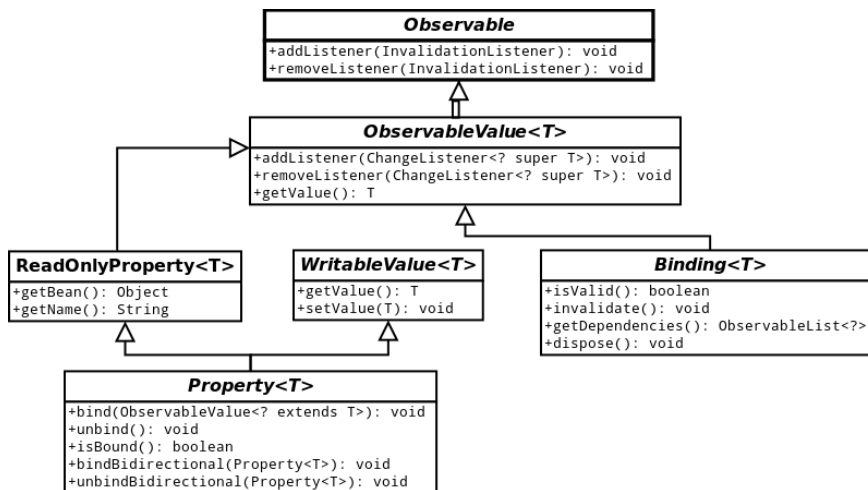 Observable
+addListener(InvalidationListener): void
+removeListener(InvalidationListener): void
ObservableValue<T>
+addListener(ChangeListener<? super T>): void
+removeListener(ChangeListener<? super T>): void
+getValue(): T
ReadOnlyProperty<T>
+getBean(): Object
+getName(): String
WritableValue<T>
+getValue(): T
+setValue(T): void
Binding<T>
+isValid(): boolean
+invalidate(): void
+getDependencies(): ObservableList<?>
+dispose(): void
Property<T>
+bind(ObservableValue<? extends T>): void
+unbind(): void
+isBound(): boolean
+bindBidirectional(Property<T>): void
+unbindBidirectional(Property<T>): void